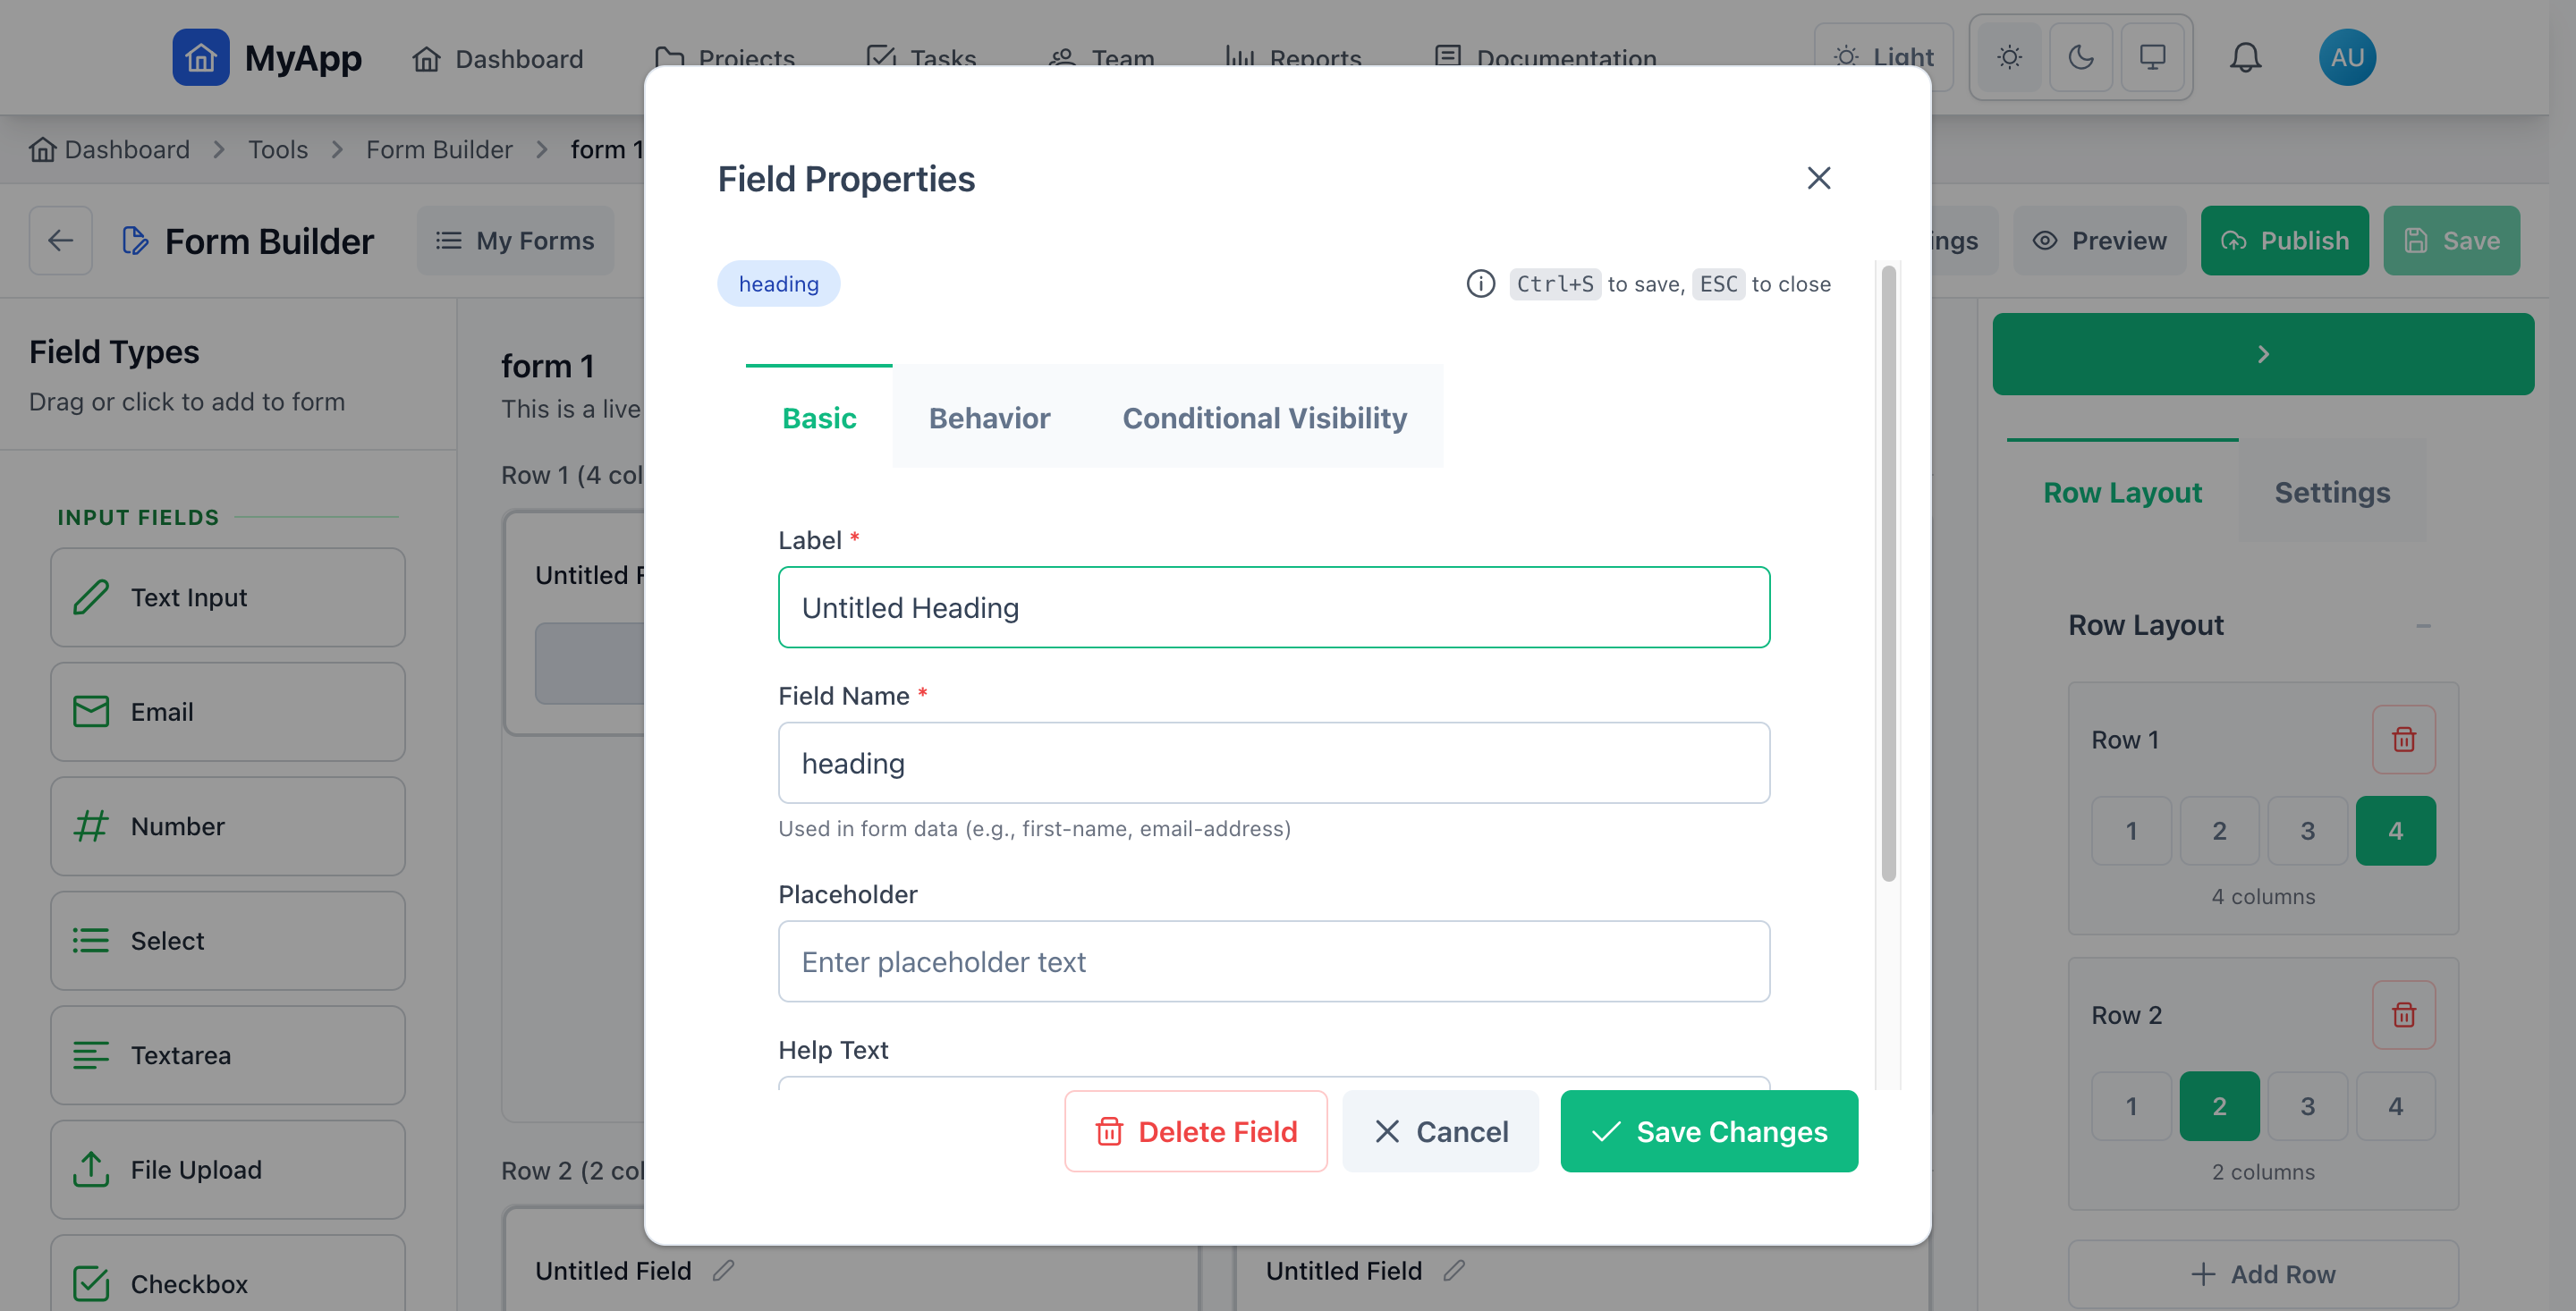 MyApp
Dashboard
Projects
Tasks
Team
Reports
Documentation
Light
AU
Dashboard
Tools
Form Builder
form 1
Form Builder
My Forms
ings
Preview
Publish
Save
Field Types
Drag or click to add to form
INPUT FIELDS
Text Input
Email
Number
Select
Textarea
File Upload
Checkbox
form 1
This is a live
Row 1 (4 col
Untitled F
Row 2 (2 col
Untitled Field
Untitled Field
Field Properties
heading
Ctrl+S to save, ESC to close
Basic
Behavior
Conditional Visibility
Label *
Untitled Heading
Field Name *
heading
Used in form data (e.g., first-name, email-address)
Placeholder
Enter placeholder text
Help Text
Delete Field
Cancel
Save Changes
Row Layout
Settings
Row Layout
Row 1
1 2 3 4
4 columns
Row 2
1 2 3 4
2 columns
Add Row